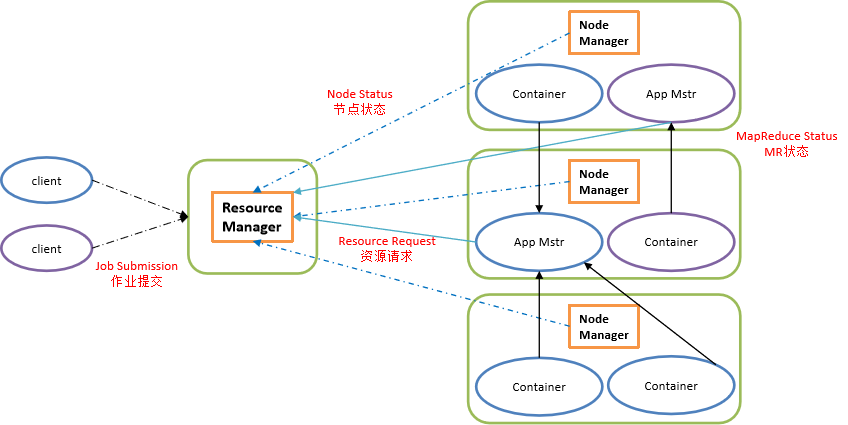 Node
Manager
Container
App Mstr
Node Status
节点状态
MapReduce Status
MR状态
client
client
Resource
Manager
Node
Manager
App Mstr
Container
Resource Request
资源请求
Job Submission
作业提交
Node
Manager
Container
Container